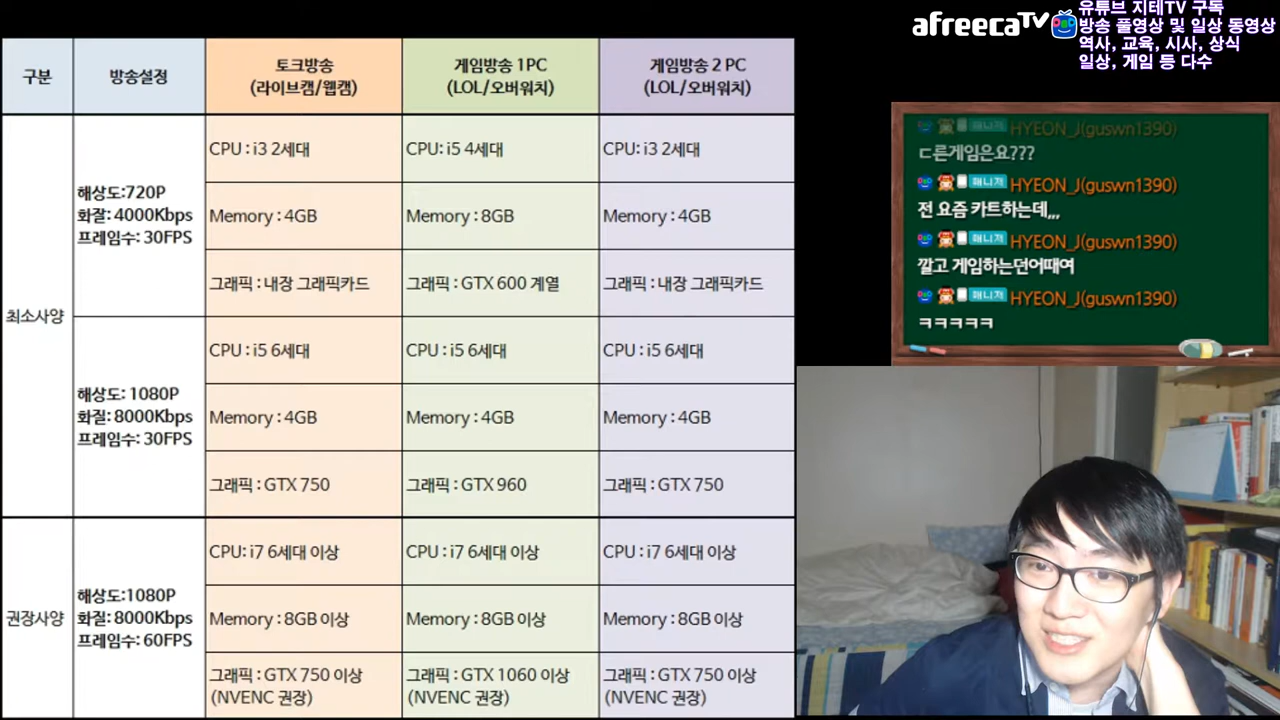 afreecaTV
유튜브 지테TV 구독
방송 풀영상 및 일상 동영상
역사, 교육, 시사, 상식
일상, 게임 등 다수
구분
방송설정
토크방송
(라이브캠/웹캠)
게임방송 1PC
(LOL/오버워치)
게임방송 2 PC
(LOL/오버워치)
최소사양
해상도:720P
화질: 4000Kbps
프레임수: 30FPS
CPU : i3 2세대
CPU: i5 4세대
CPU: i3 2세대
Memory : 4GB
Memory : 8GB
Memory : 4GB
그래픽 : 내장 그래픽카드
그래픽 : GTX 600 계열
그래픽 : 내장 그래픽카드
해상도: 1080P
화질: 8000Kbps
프레임수: 30FPS
CPU : i5 6세대
CPU : i5 6세대
CPU : i5 6세대
Memory : 4GB
Memory : 4GB
Memory : 4GB
그래픽 : GTX 750
그래픽 : GTX 960
그래픽 : GTX 750
권장사양
해상도:1080P
화질: 8000Kbps
프레임수: 60FPS
CPU: i7 6세대 이상
CPU : i7 6세대 이상
CPU : i7 6세대 이상
Memory : 8GB 이상
Memory : 8GB 이상
Memory : 8GB 이상
그래픽 : GTX 750 이상
(NVENC 권장)
그래픽 : GTX 1060 이상
(NVENC 권장)
그래픽 : GTX 750 이상
(NVENC 권장)
매니저 HYEON_J(guswn1390)
ㄷ른게임은요???
매니저 HYEON_J(guswn1390)
전 요즘 카트하는데,,,
매니저 HYEON_J(guswn1390)
깔고 게임하는던어때여
매니저 HYEON_J(guswn1390)
ㅋㅋㅋㅋㅋ